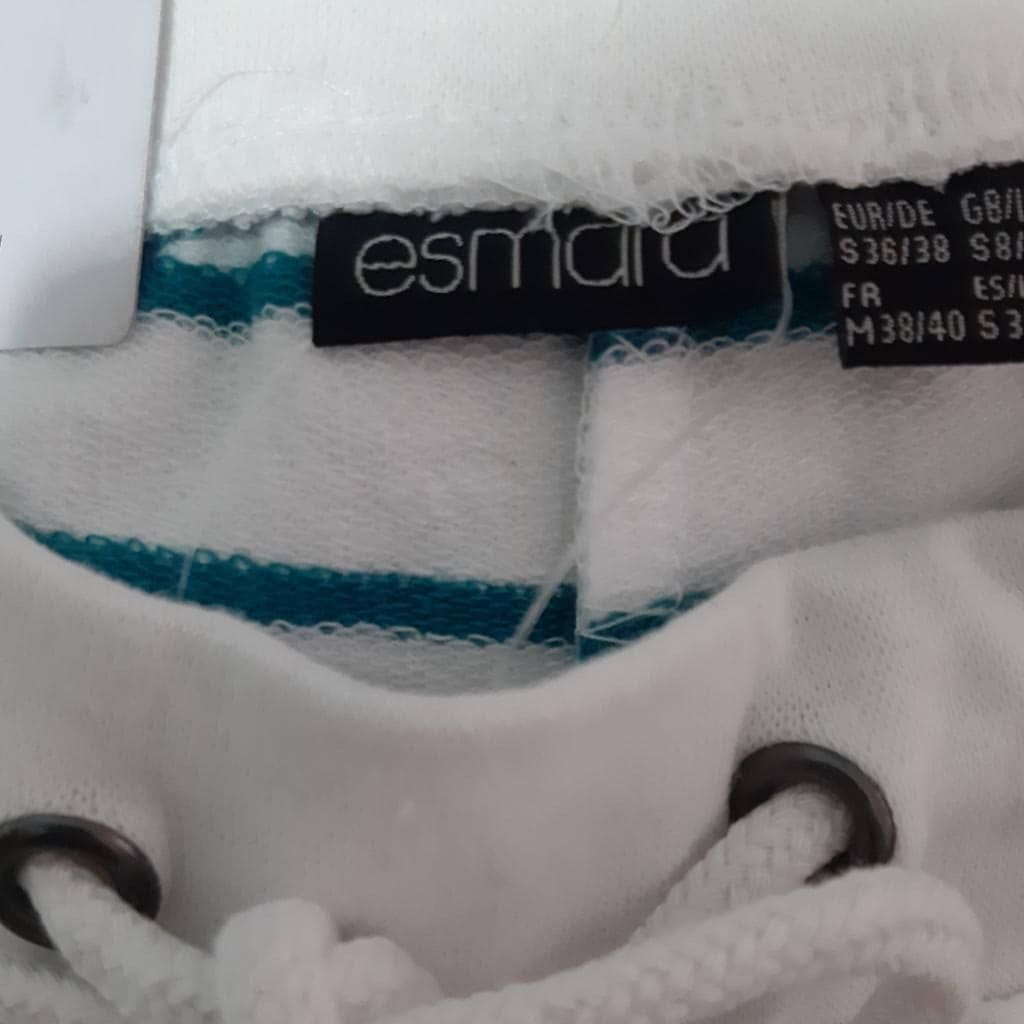 esmara
EUR/DE GB/
S36/38 S8/
FR ES/
M38/40 S3